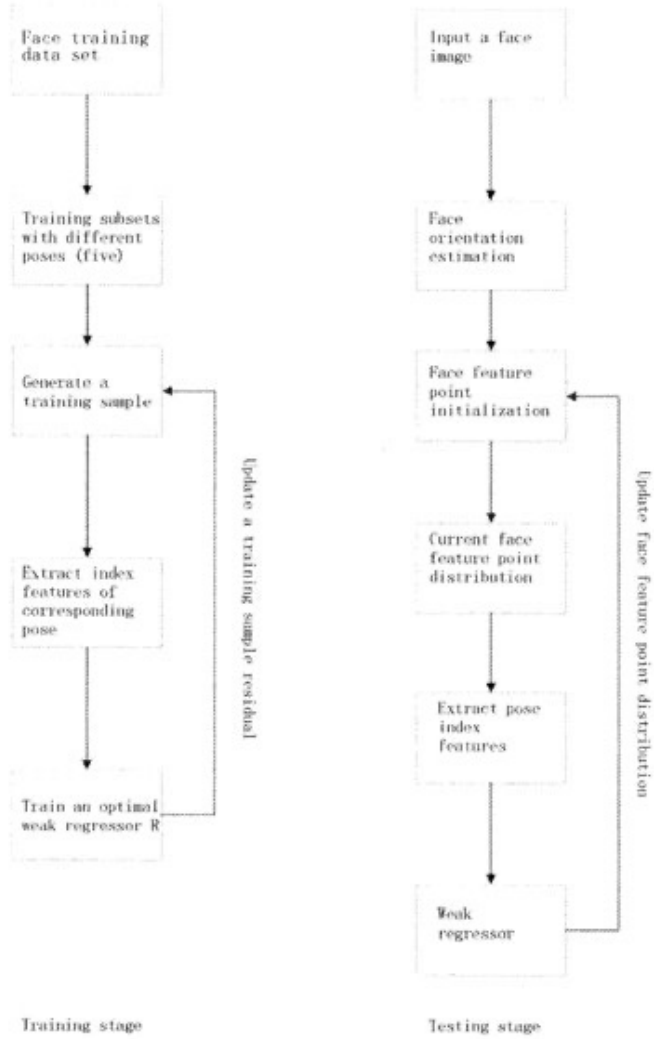 Face training
data set
Training subsets
with different
poses (five)
Generate a
training sample
Extract index
features of
corresponding
pose
Train an optimal
weak regressor R
Update a training sample residual
Training stage
Input a face
image
Face
orientation
estimation
Face feature
point
initialization
Current face
feature point
distribution
Extract pose
index
features
Weak
regressor
Update face feature point distribution
Testing stage